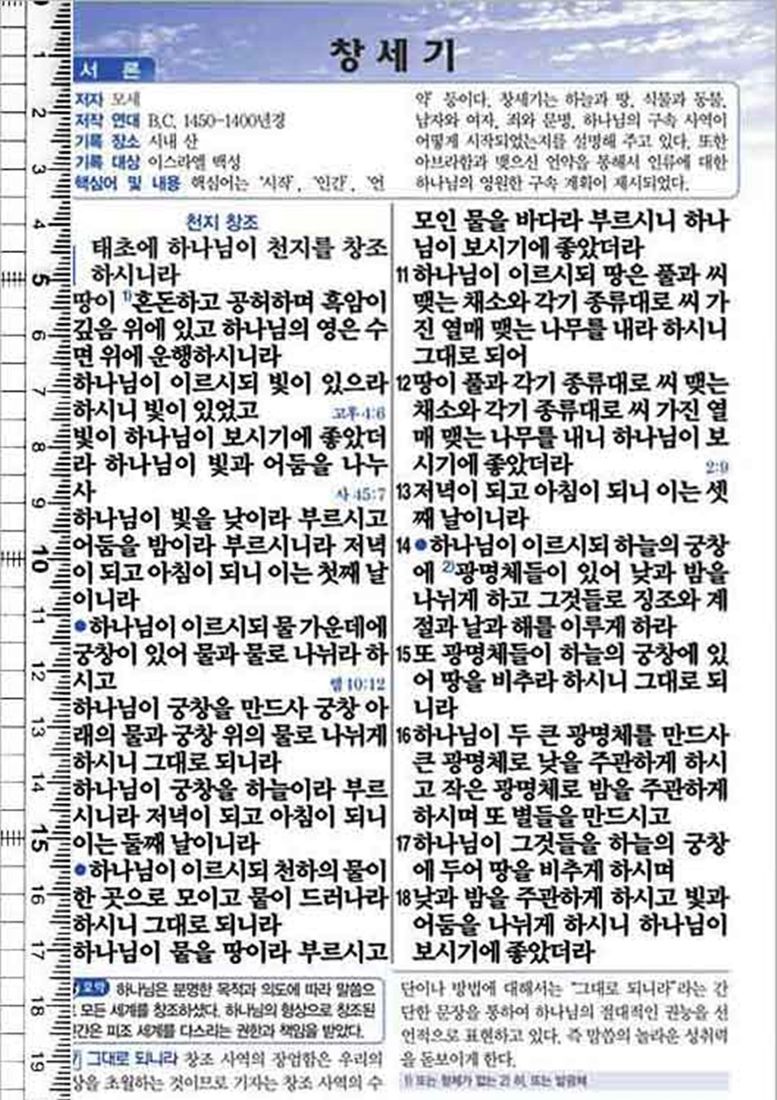 창세기
서 론
저자 모세
저작 연대 B.C. 1450-1400년경
기록 장소 시내 산
기록 대상 이스라엘 백성
핵심어 및 내용 핵심어는 '시작', '인간', '언
약' 등이다. 창세기는 하늘과 땅, 식물과 동물,
남자와 여자, 죄와 문명, 하나님의 구속 사역이
어떻게 시작되었는지를 설명해 주고 있다. 또한
아브라함과 맺으신 언약을 통해서 인류에 대한
하나님의 영원한 구속 계획이 제시되었다.
천지 창조
태초에 하나님이 천지를 창조
하시니라
땅이 1)혼돈하고 공허하며 흑암이
깊음 위에 있고 하나님의 영은 수
면 위에 운행하시니라
하나님이 이르시되 빛이 있으라
하시니 빛이 있었고 고후4:6
빛이 하나님이 보시기에 좋았더
라 하나님이 빛과 어둠을 나누
사 사 45:7
하나님이 빛을 낮이라 부르시고
어둠을 밤이라 부르시니라 저녁
이 되고 아침이 되니 이는 첫째 날
이니라
●하나님이 이르시되 물 가운데에
궁창이 있어 물과 물로 나뉘라 하
시고 렘 10:12
하나님이 궁창을 만드사 궁창 아
래의 물과 궁창 위의 물로 나뉘게
하시니 그대로 되니라
하나님이 궁창을 하늘이라 부르
시니라 저녁이 되고 아침이 되니
이는 둘째 날이니라
●하나님이 이르시되 천하의 물이
한 곳으로 모이고 뭍이 드러나라
하시니 그대로 되니라
하나님이 뭍을 땅이라 부르시고
모인 물을 바다라 부르시니 하나
님이 보시기에 좋았더라
11 하나님이 이르시되 땅은 풀과 씨
맺는 채소와 각기 종류대로 씨 가
진 열매 맺는 나무를 내라 하시니
그대로 되어
12 땅이 풀과 각기 종류대로 씨 맺는
채소와 각기 종류대로 씨 가진 열
매 맺는 나무를 내니 하나님이 보
시기에 좋았더라 2:9
13 저녁이 되고 아침이 되니 이는 셋
째 날이니라
14 ●하나님이 이르시되 하늘의 궁창
에 2)광명체들이 있어 낮과 밤을
나뉘게 하고 그것들로 징조와 계
절과 날과 해를 이루게 하라
15 또 광명체들이 하늘의 궁창에 있
어 땅을 비추라 하시니 그대로 되
니라
16 하나님이 두 큰 광명체를 만드사
큰 광명체로 낮을 주관하게 하시
고 작은 광명체로 밤을 주관하게
하시며 또 별들을 만드시고
17 하나님이 그것들을 하늘의 궁창
에 두어 땅을 비추게 하시며
18 낮과 밤을 주관하게 하시고 빛과
어둠을 나뉘게 하시니 하나님이
보시기에 좋았더라
요약 하나님은 분명한 목적과 의도에 따라 말씀으
모든 세계를 창조하셨다. 하나님의 형상으로 창조된
간은 피조 세계를 다스리는 권한과 책임을 받았다.
그대로 되니라 창조 사역의 장엄함은 우리의
상을 초월하는 것이므로 기자는 창조 사역의 수
단이나 방법에 대해서는 "그대로 되니라"라는 간
단한 문장을 통하여 하나님의 절대적인 권능을 선
언적으로 표현하고 있다. 즉 말씀의 놀라운 성취력
을 돋보이게 한다.
1) 또는 형체가 없는 2) 히, 또는 발광체
1
2
3
4
5
6
7
8
9
10
11
12
13
14
15
16
17
18
19